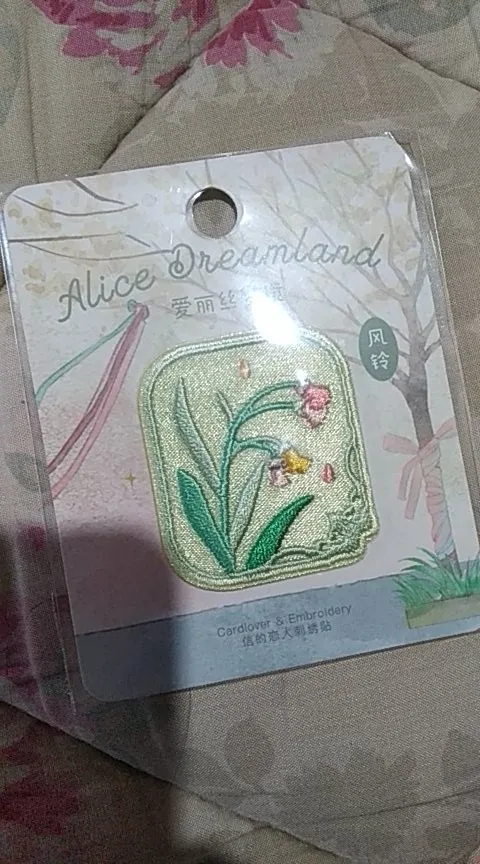 Alice Dreamland
爱丽丝
风
铃
Cardlover & Embroidery
信的恋人刺绣贴